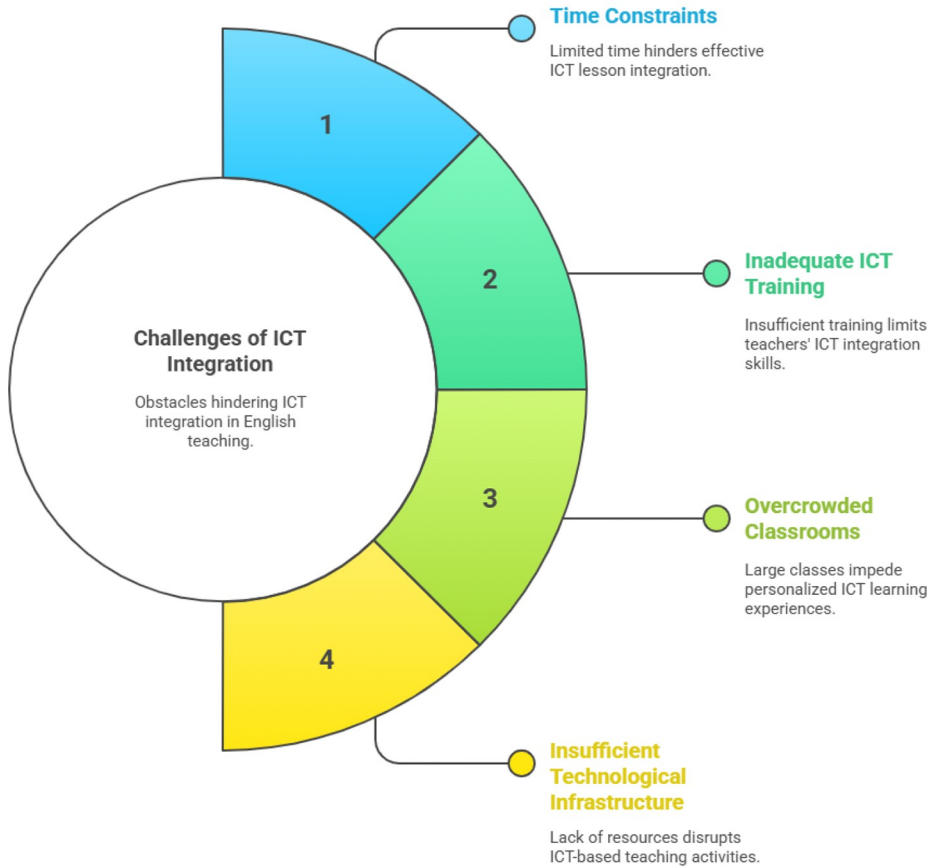 Time Constraints
Limited time hinders effective
ICT lesson integration.
1
2
Inadequate ICT
Training
Insufficient training limits
teachers' ICT integration
skills.
Challenges of ICT
Integration
Obstacles hindering ICT
integration in English
teaching.
3
Overcrowded
Classrooms
Large classes impede
personalized ICT learning
experiences.
4
Insufficient
Technological
Infrastructure
Lack of resources disrupts
ICT-based teaching activities.